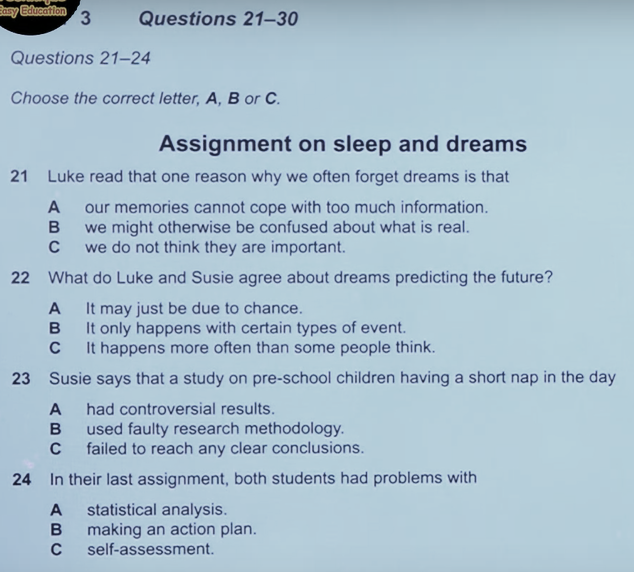 Easy Education
3 Questions 21–30
Questions 21–24
Choose the correct letter, A, B or C.
Assignment on sleep and dreams
21 Luke read that one reason why we often forget dreams is that
A our memories cannot cope with too much information.
B we might otherwise be confused about what is real.
C we do not think they are important.
22 What do Luke and Susie agree about dreams predicting the future?
A It may just be due to chance.
B It only happens with certain types of event.
C It happens more often than some people think.
23 Susie says that a study on pre-school children having a short nap in the day
A had controversial results.
B used faulty research methodology.
C failed to reach any clear conclusions.
24 In their last assignment, both students had problems with
A statistical analysis.
B making an action plan.
C self-assessment.